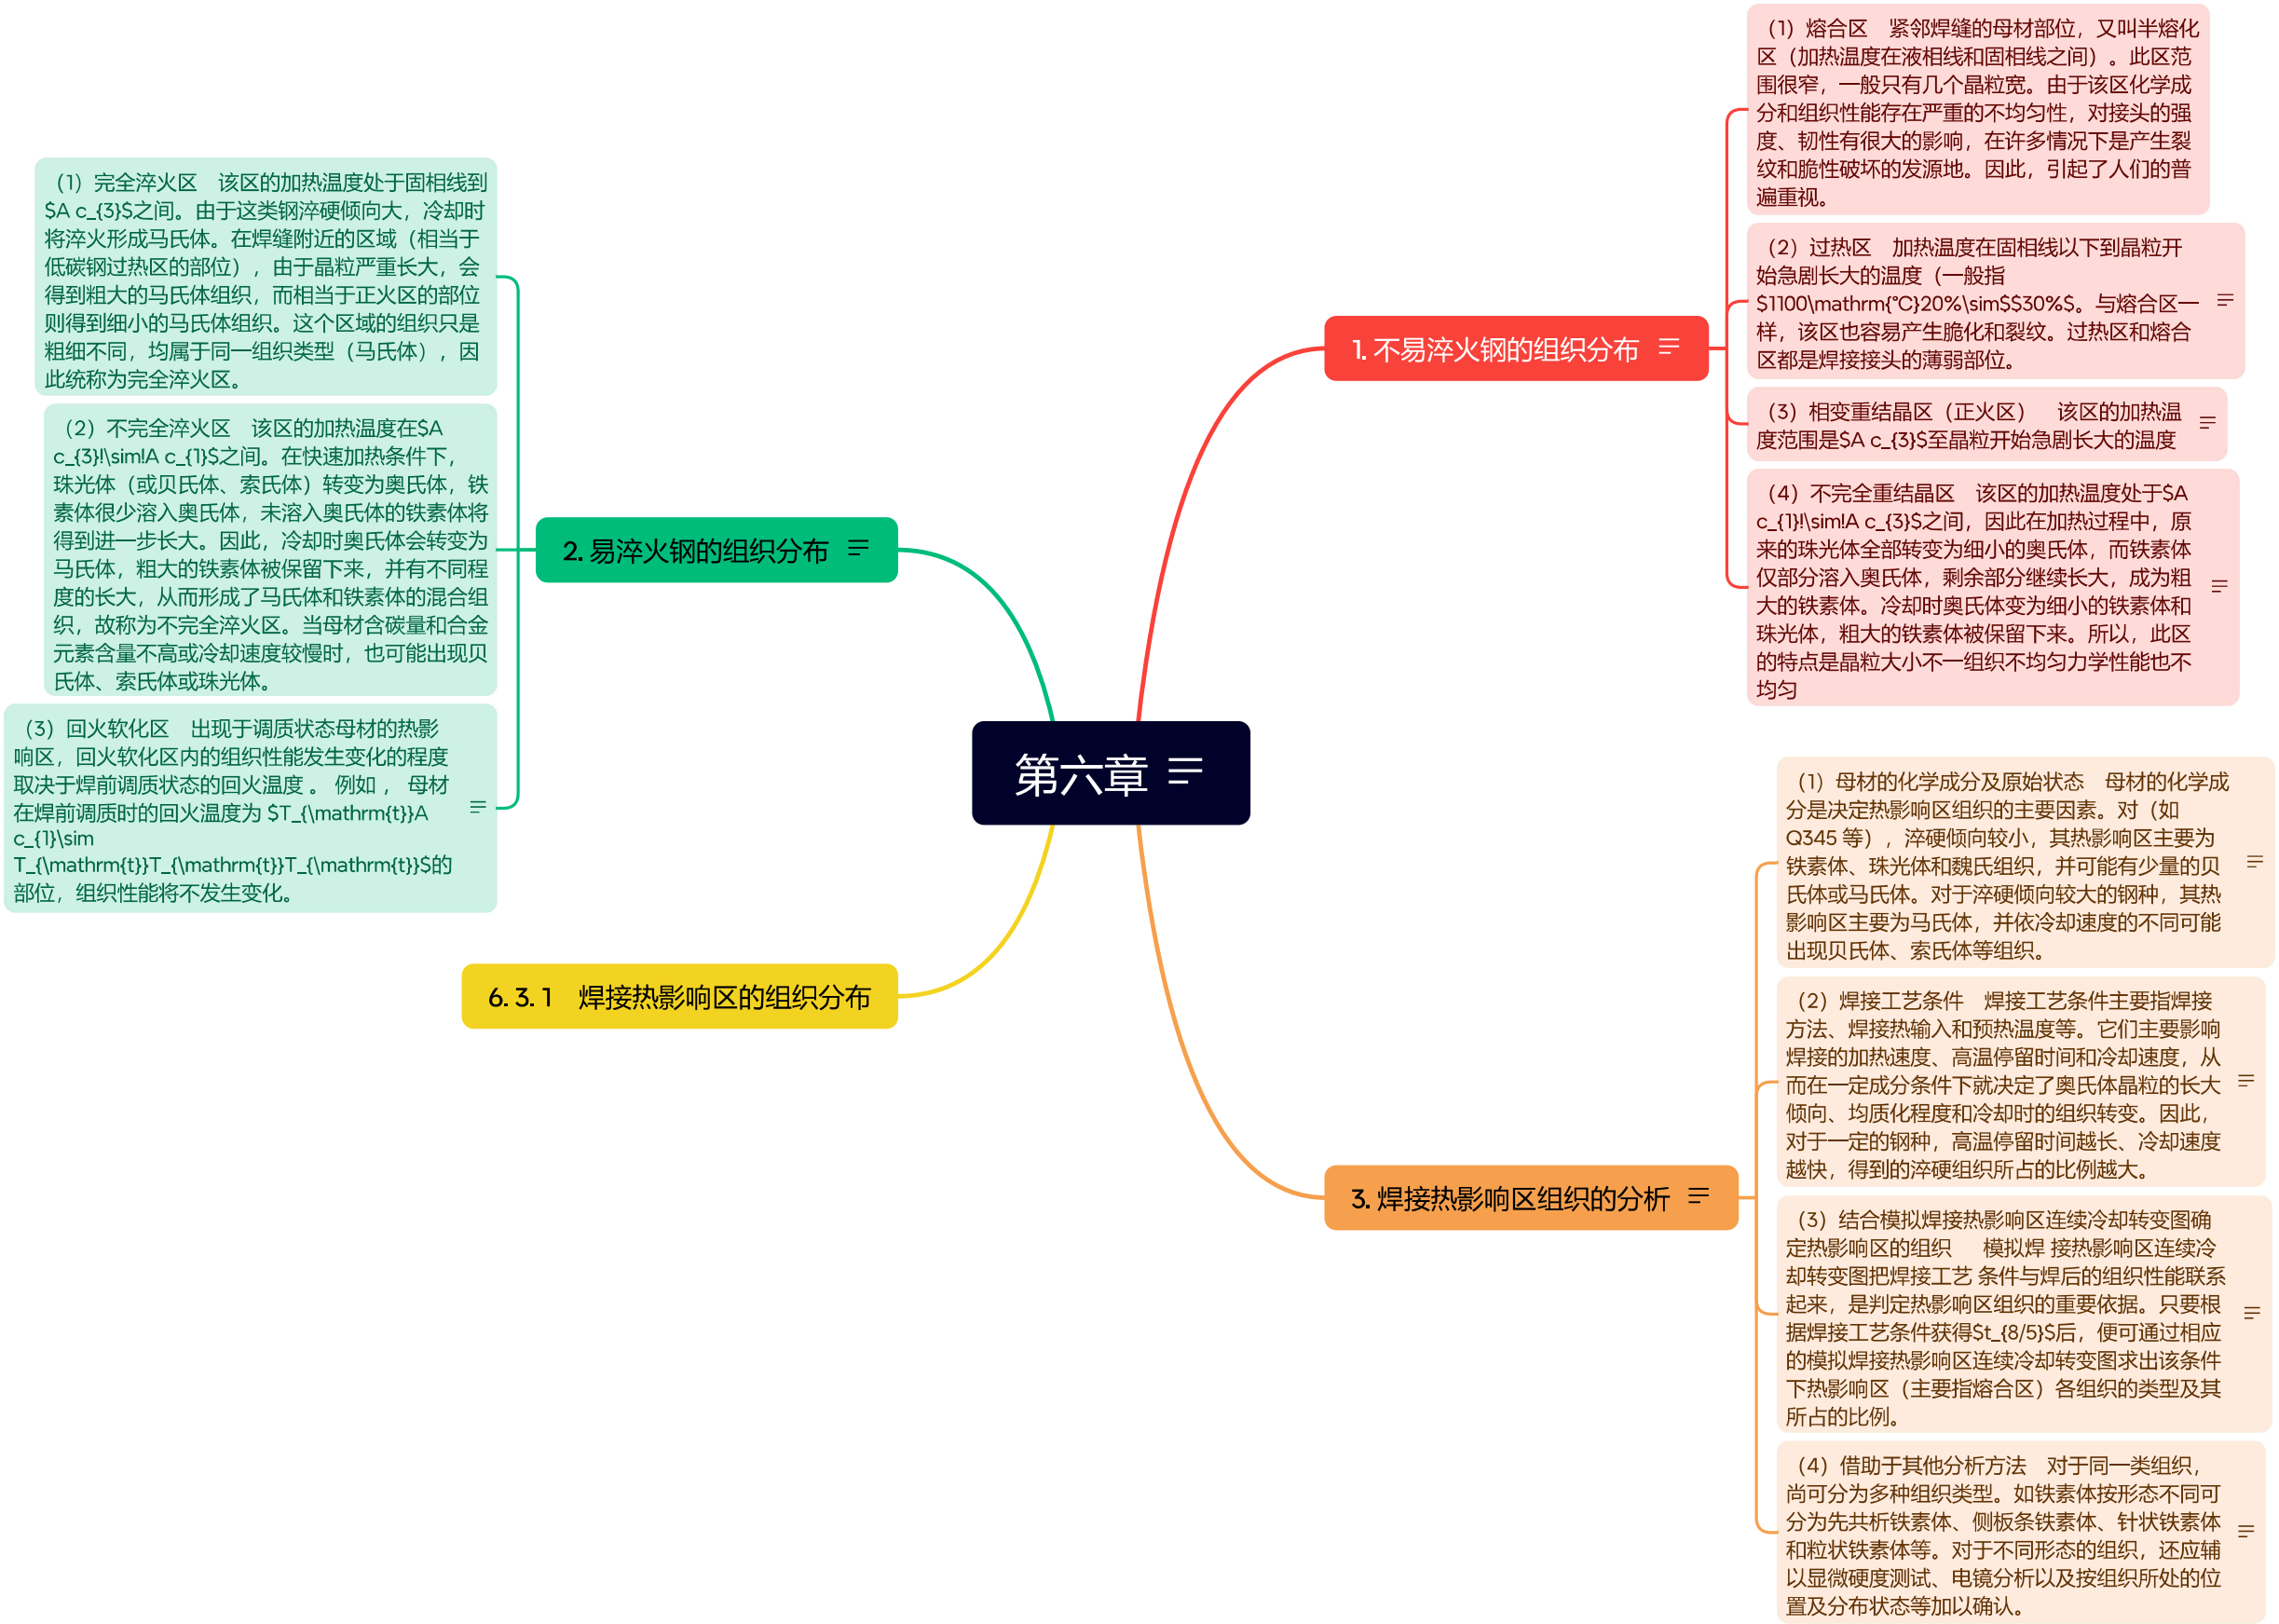 第六章
1. 不易淬火钢的组织分布
（1）熔合区　紧邻焊缝的母材部位，又叫半熔化
区（加热温度在液相线和固相线之间）。此区范
围很窄，一般只有几个晶粒宽。由于该区化学成
分和组织性能存在严重的不均匀性，对接头的强
度、韧性有很大的影响，在许多情况下是产生裂
纹和脆性破坏的发源地。因此，引起了人们的普
遍重视。
（2）过热区　加热温度在固相线以下到晶粒开
始急剧长大的温度（一般指
$1100\mathrm{℃}20%\sim$$30%$。与熔合区一
样，该区也容易产生脆化和裂纹。过热区和熔合
区都是焊接接头的薄弱部位。
（3）相变重结晶区（正火区）　该区的加热温
度范围是$A c_{3}$至晶粒开始急剧长大的温度
（4）不完全重结晶区　该区的加热温度处于$A
c_{1}!\sim!A c_{3}$之间，因此在加热过程中，原
来的珠光体全部转变为细小的奥氏体，而铁素体
仅部分溶入奥氏体，剩余部分继续长大，成为粗
大的铁素体。冷却时奥氏体变为细小的铁素体和
珠光体，粗大的铁素体被保留下来。所以，此区
的特点是晶粒大小不一组织不均匀力学性能也不
均匀
2. 易淬火钢的组织分布
（1）完全淬火区　该区的加热温度处于固相线到
$A c_{3}$之间。由于这类钢淬硬倾向大，冷却时
将淬火形成马氏体。在焊缝附近的区域（相当于
低碳钢过热区的部位），由于晶粒严重长大，会
得到粗大的马氏体组织，而相当于正火区的部位
则得到细小的马氏体组织。这个区域的组织只是
粗细不同，均属于同一组织类型（马氏体），因
此统称为完全淬火区。
（2）不完全淬火区　该区的加热温度在$A
c_{3}!\sim!A c_{1}$之间。在快速加热条件下，
珠光体（或贝氏体、索氏体）转变为奥氏体，铁
素体很少溶入奥氏体，未溶入奥氏体的铁素体将
得到进一步长大。因此，冷却时奥氏体会转变为
马氏体，粗大的铁素体被保留下来，并有不同程
度的长大，从而形成了马氏体和铁素体的混合组
织，故称为不完全淬火区。当母材含碳量和合金
元素含量不高或冷却速度较慢时，也可能出现贝
氏体、索氏体或珠光体。
（3）回火软化区　出现于调质状态母材的热影
响区，回火软化区内的组织性能发生变化的程度
取决于焊前调质状态的回火温度 。 例如 ， 母材
在焊前调质时的回火温度为 $T_{\mathrm{t}}A
c_{1}\sim
T_{\mathrm{t}}T_{\mathrm{t}}T_{\mathrm{t}}$的
部位，组织性能将不发生变化。
3. 焊接热影响区组织的分析
（1）母材的化学成分及原始状态　母材的化学成
分是决定热影响区组织的主要因素。对（如
Q345 等），淬硬倾向较小，其热影响区主要为
铁素体、珠光体和魏氏组织，并可能有少量的贝
氏体或马氏体。对于淬硬倾向较大的钢种，其热
影响区主要为马氏体，并依冷却速度的不同可能
出现贝氏体、索氏体等组织。
（2）焊接工艺条件　焊接工艺条件主要指焊接
方法、焊接热输入和预热温度等。它们主要影响
焊接的加热速度、高温停留时间和冷却速度，从
而在一定成分条件下就决定了奥氏体晶粒的长大
倾向、均质化程度和冷却时的组织转变。因此，
对于一定的钢种，高温停留时间越长、冷却速度
越快，得到的淬硬组织所占的比例越大。
（3）结合模拟焊接热影响区连续冷却转变图确
定热影响区的组织　 模拟焊 接热影响区连续冷
却转变图把焊接工艺 条件与焊后的组织性能联系
起来，是判定热影响区组织的重要依据。只要根
据焊接工艺条件获得$t_{8/5}$后，便可通过相应
的模拟焊接热影响区连续冷却转变图求出该条件
下热影响区（主要指熔合区）各组织的类型及其
所占的比例。
（4）借助于其他分析方法　对于同一类组织，
尚可分为多种组织类型。如铁素体按形态不同可
分为先共析铁素体、侧板条铁素体、针状铁素体
和粒状铁素体等。对于不同形态的组织，还应辅
以显微硬度测试、电镜分析以及按组织所处的位
置及分布状态等加以确认。
6. 3. 1　焊接热影响区的组织分布